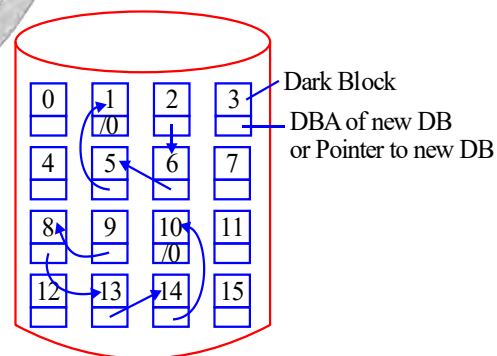 0 1 2 3
/0
4 5 6 7
8 9 10 11
/0
12 13 14 15
Dark Block
DBA of new DB
or Pointer to new DB